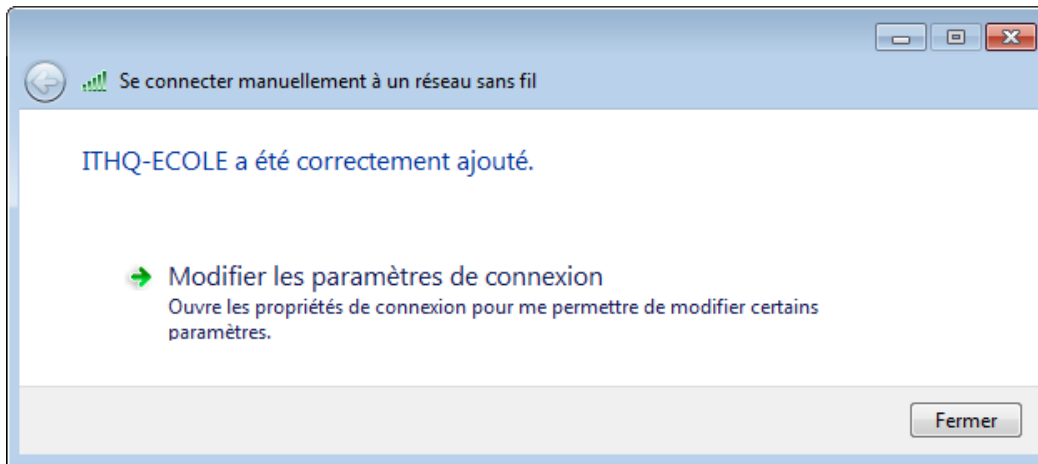 Se connecter manuellement à un réseau sans fil
ITHQ-ECOLE a été correctement ajouté.
Modifier les paramètres de connexion
Ouvre les propriétés de connexion pour me permettre de modifier certains
paramètres.
Fermer